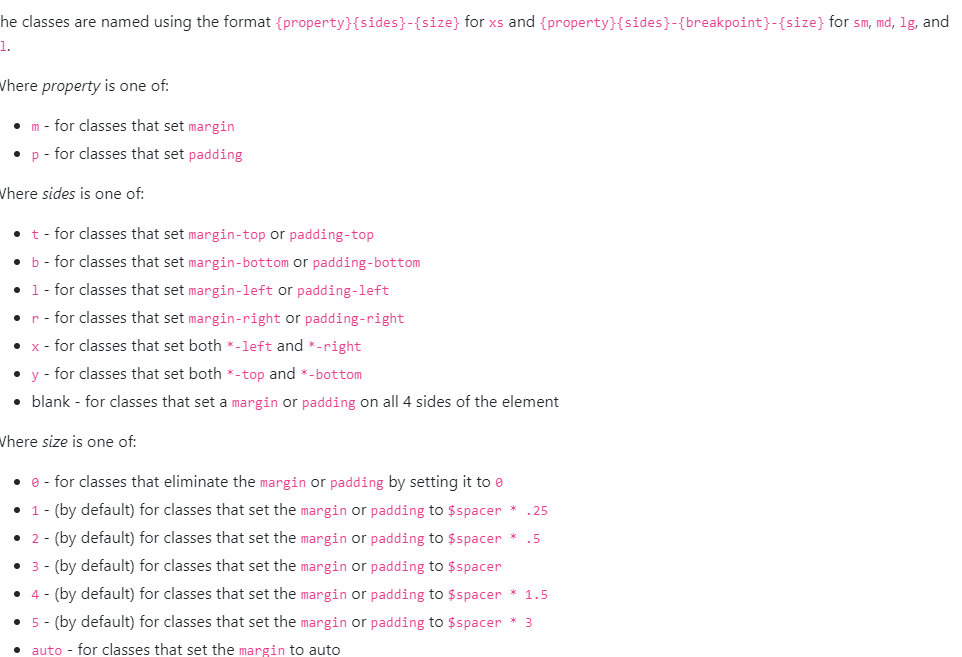 he classes are named using the format {property}{sides}-{size} for xs and {property}{sides}-{breakpoint}-{size} for sm, md, lg, and
l.
Where property is one of:
• m - for classes that set margin
• p - for classes that set padding
Where sides is one of:
• t - for classes that set margin-top or padding-top
• b - for classes that set margin-bottom or padding-bottom
• l - for classes that set margin-left or padding-left
• r - for classes that set margin-right or padding-right
• x - for classes that set both *-left and *-right
• y - for classes that set both *-top and *-bottom
• blank - for classes that set a margin or padding on all 4 sides of the element
Where size is one of:
• 0 - for classes that eliminate the margin or padding by setting it to 0
• 1 - (by default) for classes that set the margin or padding to $spacer * .25
• 2 - (by default) for classes that set the margin or padding to $spacer * .5
• 3 - (by default) for classes that set the margin or padding to $spacer
• 4 - (by default) for classes that set the margin or padding to $spacer * 1.5
• 5 - (by default) for classes that set the margin or padding to $spacer * 3
• auto - for classes that set the margin to auto